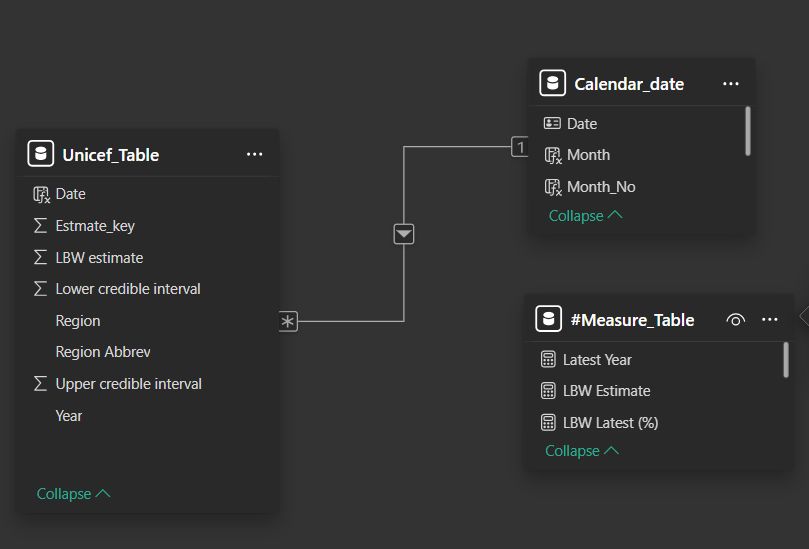 Unicef_Table
Date
Estmate_key
LBW estimate
Lower credible interval
Region
Region Abbrev
Upper credible interval
Year
Collapse
*
1
Calendar_date
Date
Month
Month_No
Collapse
#Measure_Table
Latest Year
LBW Estimate
LBW Latest (%)
Collapse